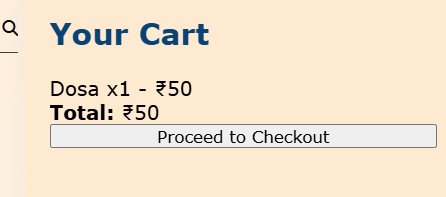 Your Cart
Dosa x1 - ₹50
Total: ₹50
Proceed to Checkout